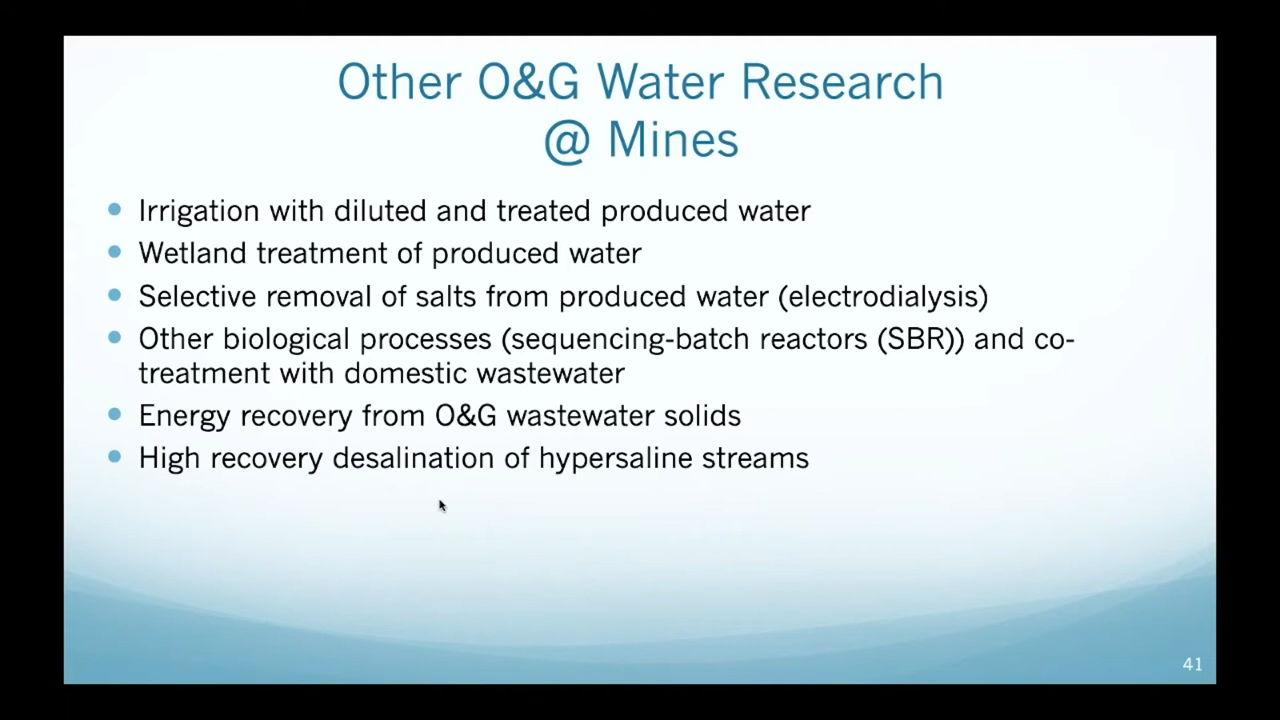 Other O&G Water Research
@ Mines
Irrigation with diluted and treated produced water
Wetland treatment of produced water
Selective removal of salts from produced water (electrodialysis)
Other biological processes (sequencing-batch reactors (SBR)) and co-
treatment with domestic wastewater
Energy recovery from O&G wastewater solids
High recovery desalination of hypersaline streams
41